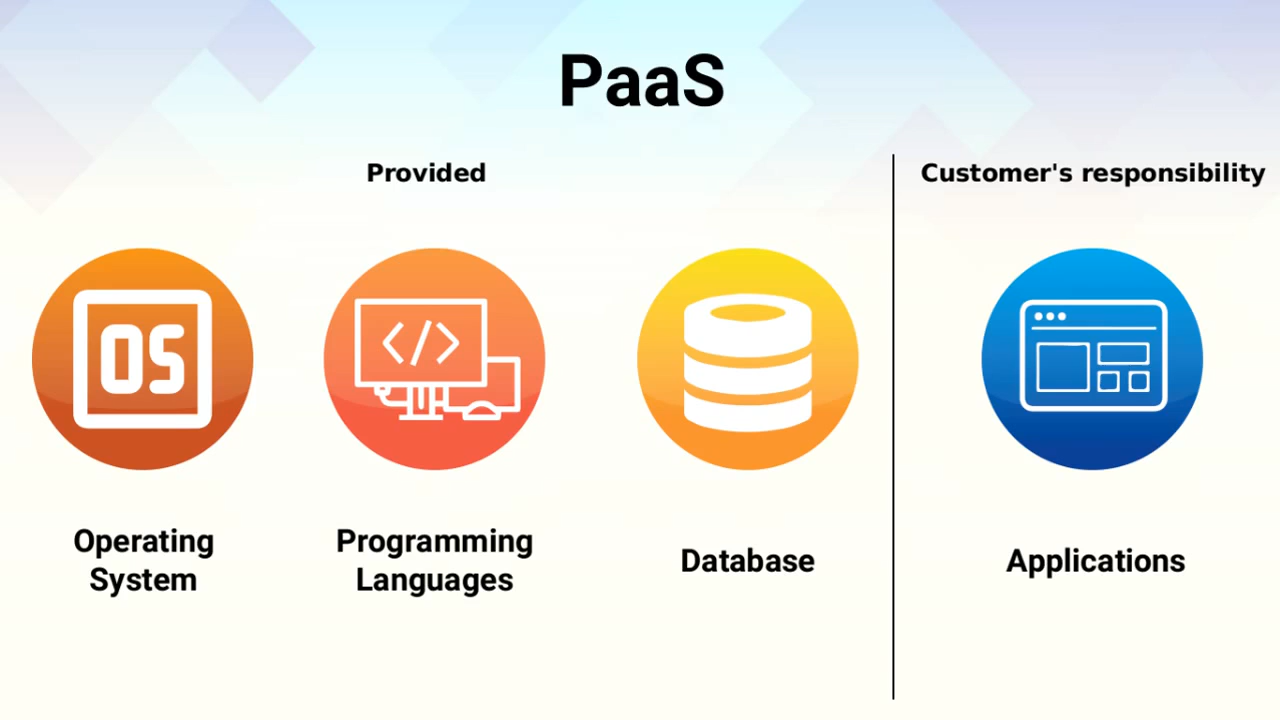 PaaS
Provided
Customer's responsibility
OS
</>
Operating
System
Programming
Languages
Database
Applications